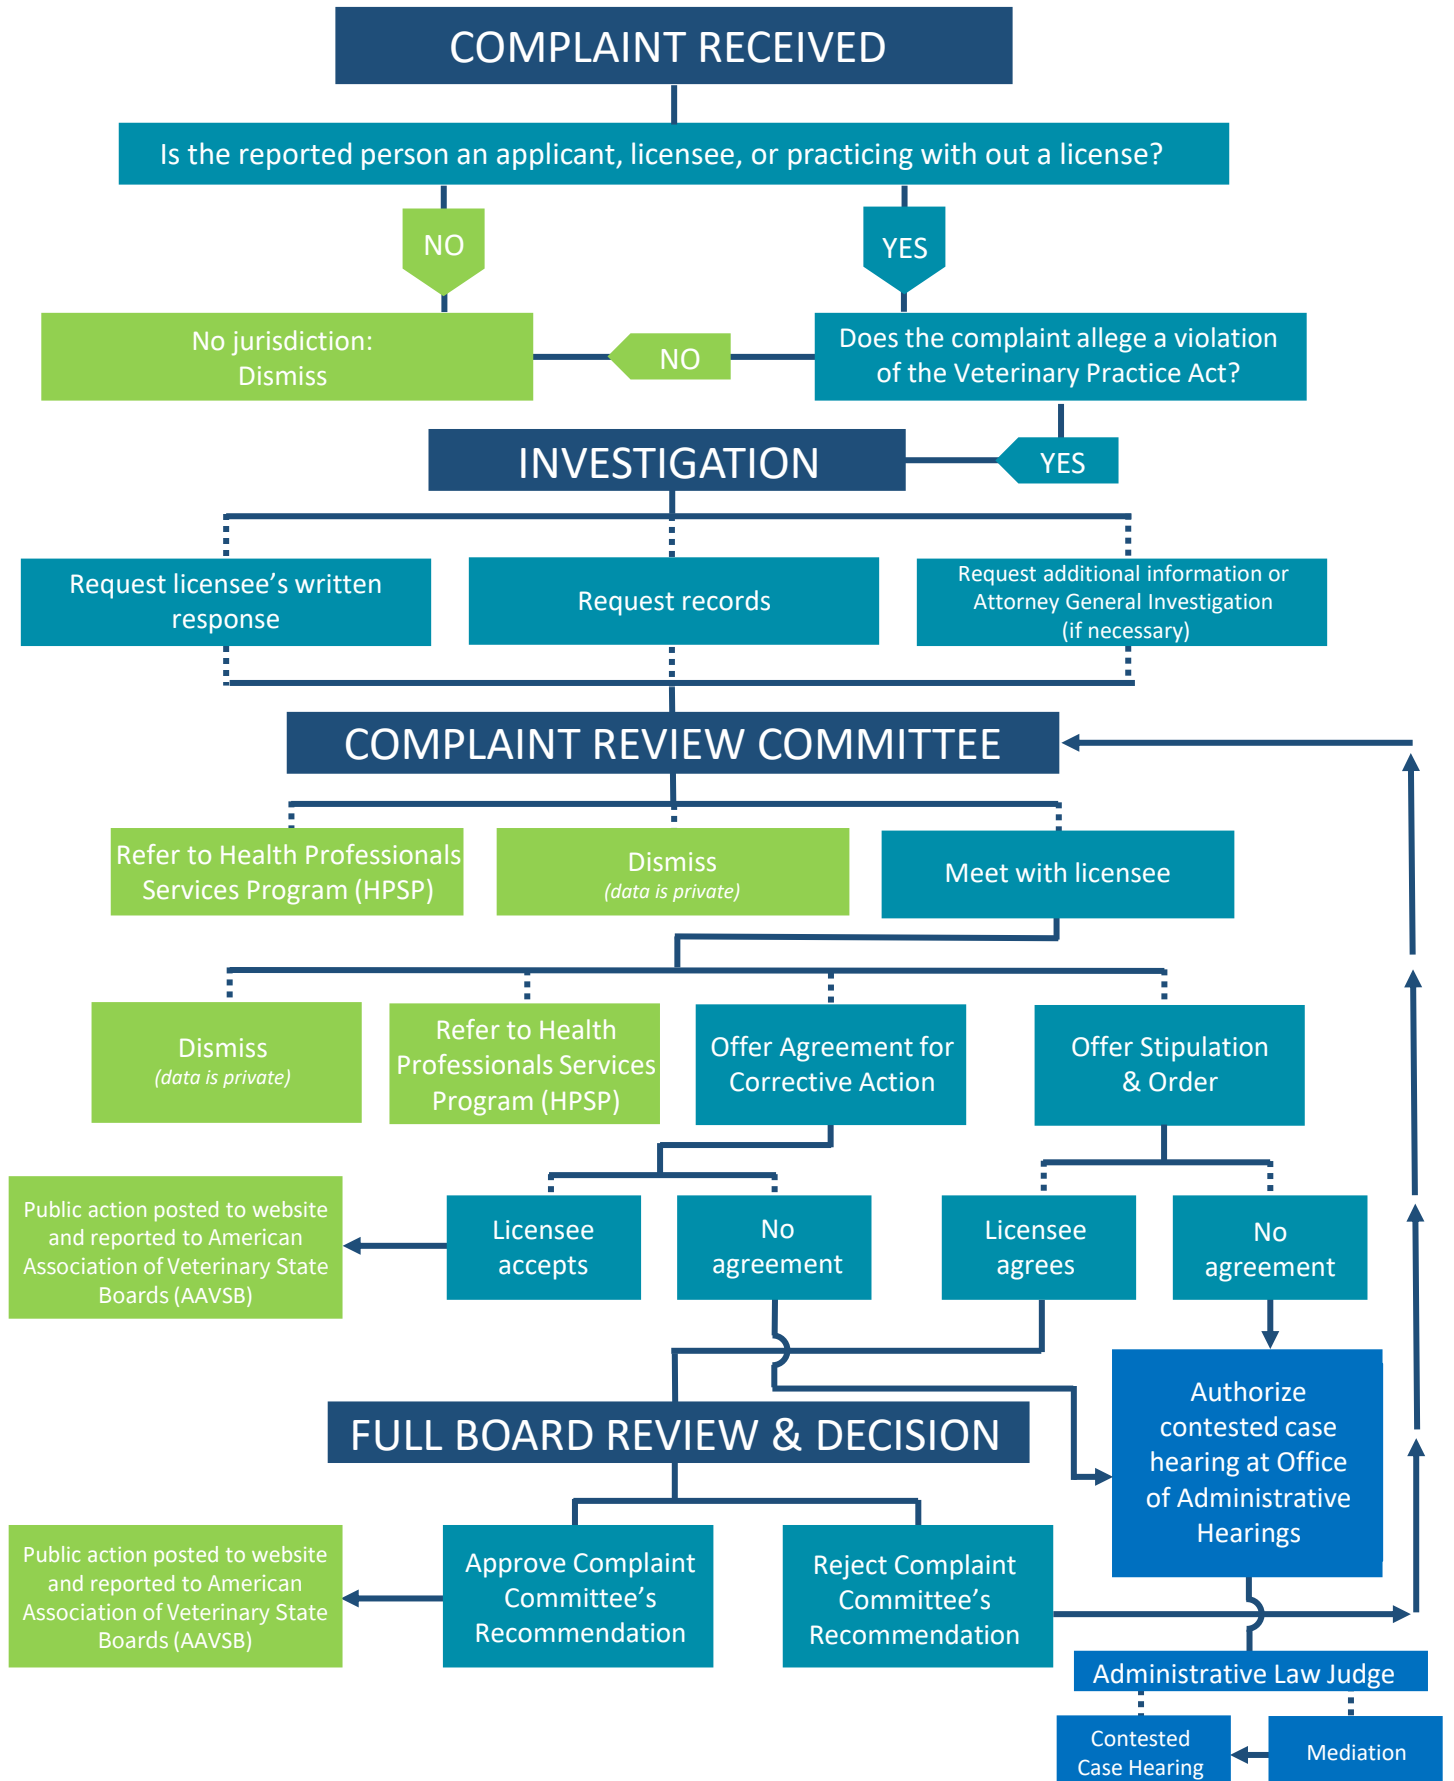 COMPLAINT RECEIVED
Is the reported person an applicant, licensee, or practicing with out a license?
NO
YES
No jurisdiction:
Dismiss
NO
Does the complaint allege a violation
of the Veterinary Practice Act?
INVESTIGATION
YES
Request licensee’s written
response
Request records
Request additional information or
Attorney General Investigation
(if necessary)
COMPLAINT REVIEW COMMITTEE
Refer to Health Professionals
Services Program (HPSP)
Dismiss
(data is private)
Meet with licensee
Dismiss
(data is private)
Refer to Health
Professionals Services
Program (HPSP)
Offer Agreement for
Corrective Action
Offer Stipulation
& Order
Public action posted to website
and reported to American
Association of Veterinary State
Boards (AAVSB)
Licensee
accepts
No
agreement
Licensee
agrees
No
agreement
Authorize
contested case
hearing at Office
of Administrative
Hearings
FULL BOARD REVIEW & DECISION
Public action posted to website
and reported to American
Association of Veterinary State
Boards (AAVSB)
Approve Complaint
Committee’s
Recommendation
Reject Complaint
Committee’s
Recommendation
Administrative Law Judge
Contested
Case Hearing
Mediation